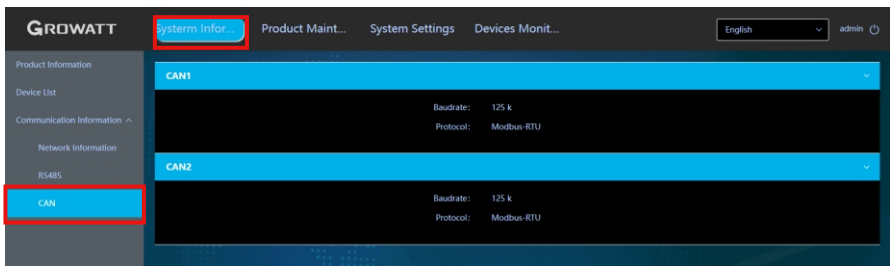 GROWATT
Systerm Infor...
Product Maint...
System Settings
Devices Monit...
English
admin
Product Information
Device List
Communication Information
Network Information
RS485
CAN
CAN1
Baudrate: 125 k
Protocol: Modbus-RTU
CAN2
Baudrate: 125 k
Protocol: Modbus-RTU